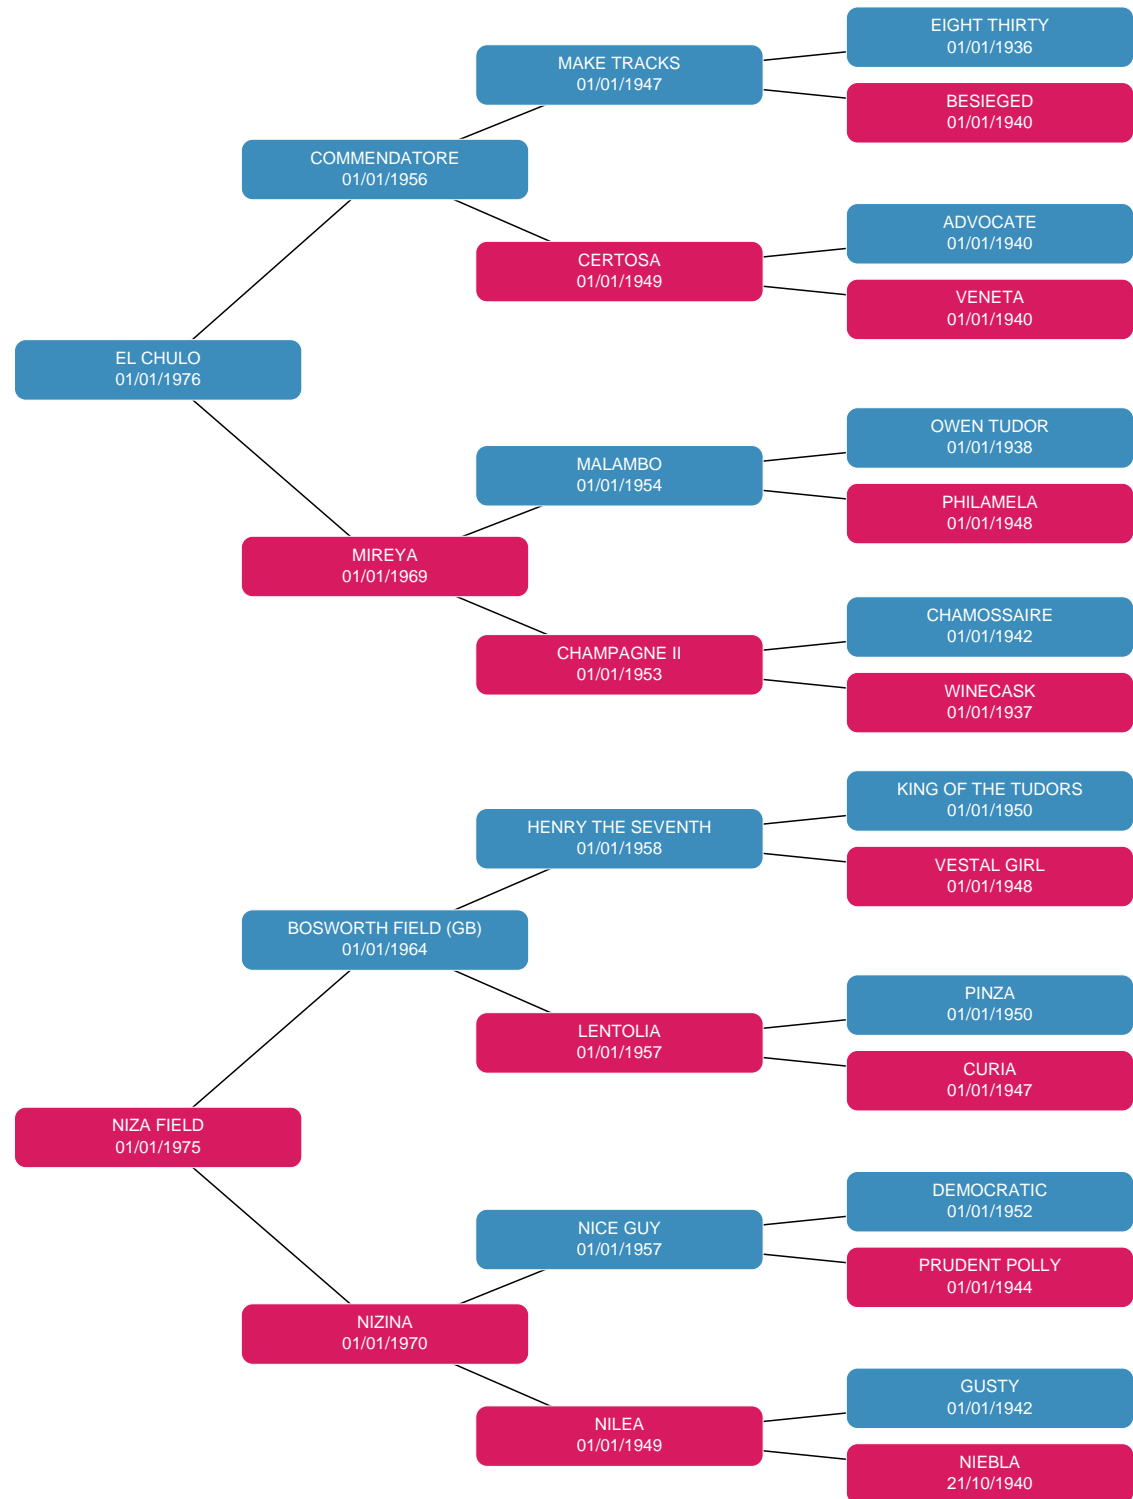 EIGHT THIRTY
01/01/1936
MAKE TRACKS
01/01/1947
BESIEGED
01/01/1940
COMMENDATORE
01/01/1956
ADVOCATE
01/01/1940
CERTOSA
01/01/1949
VENETA
01/01/1940
EL CHULO
01/01/1976
OWEN TUDOR
01/01/1938
MALAMBO
01/01/1954
PHILAMELA
01/01/1948
MIREYA
01/01/1969
CHAMOSSAIRE
01/01/1942
CHAMPAGNE II
01/01/1953
WINECASK
01/01/1937
KING OF THE TUDORS
01/01/1950
HENRY THE SEVENTH
01/01/1958
VESTAL GIRL
01/01/1948
BOSWORTH FIELD (GB)
01/01/1964
PINZA
01/01/1950
LENTOLIA
01/01/1957
CURIA
01/01/1947
NIZA FIELD
01/01/1975
DEMOCRATIC
01/01/1952
NICE GUY
01/01/1957
PRUDENT POLLY
01/01/1944
NIZINA
01/01/1970
GUSTY
01/01/1942
NILEA
01/01/1949
NIEBLA
21/10/1940